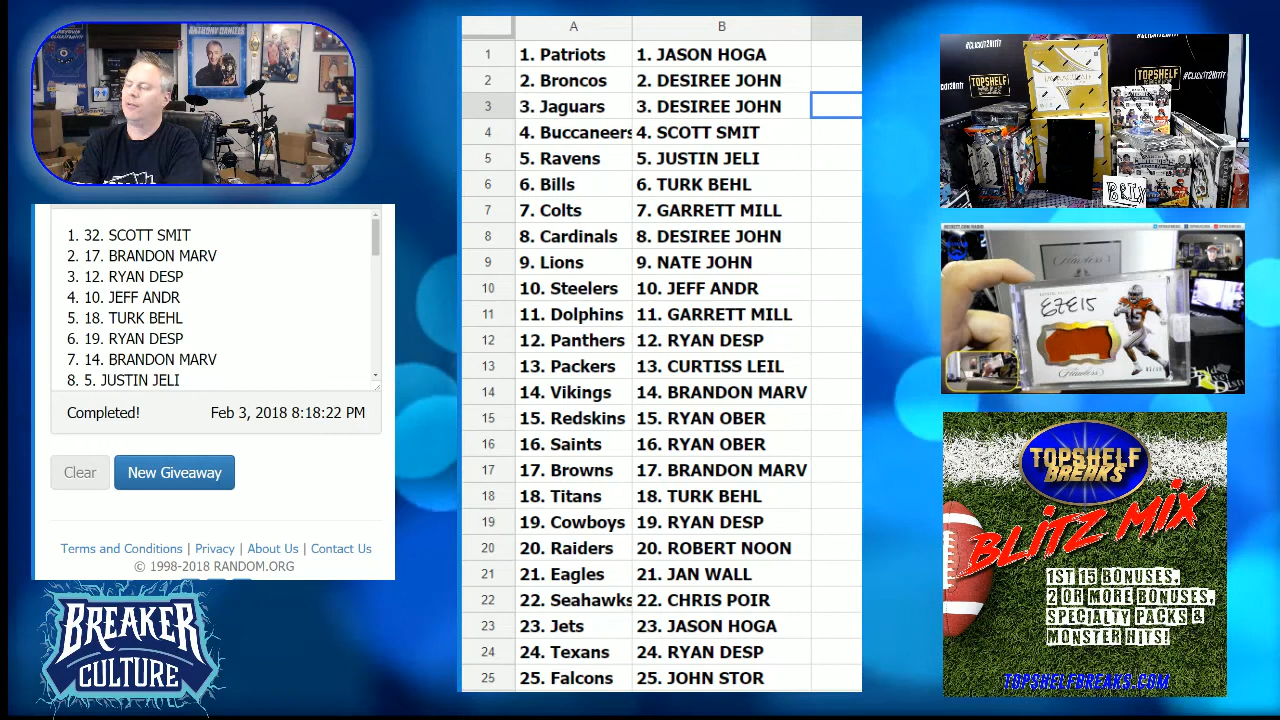 ANTHONY DANIELS
1. 32. SCOTT SMIT
2. 17. BRANDON MARV
3. 12. RYAN DESP
4. 10. JEFF ANDR
5. 18. TURK BEHL
6. 19. RYAN DESP
7. 14. BRANDON MARV
8. 5. JUSTIN JELI
Completed! Feb 3, 2018 8:18:22 PM
Clear New Giveaway
Terms and Conditions | Privacy | About Us | Contact Us
© 1998-2018 RANDOM.ORG
BREAKER
CULTURE
A B
1 1. Patriots 1. JASON HOGA
2 2. Broncos 2. DESIREE JOHN
3 3. Jaguars 3. DESIREE JOHN
4 4. Buccaneers 4. SCOTT SMIT
5 5. Ravens 5. JUSTIN JELI
6 6. Bills 6. TURK BEHL
7 7. Colts 7. GARRETT MILL
8 8. Cardinals 8. DESIREE JOHN
9 9. Lions 9. NATE JOHN
10 10. Steelers 10. JEFF ANDR
11 11. Dolphins 11. GARRETT MILL
12 12. Panthers 12. RYAN DESP
13 13. Packers 13. CURTISS LEIL
14 14. Vikings 14. BRANDON MARV
15 15. Redskins 15. RYAN OBER
16 16. Saints 16. RYAN OBER
17 17. Browns 17. BRANDON MARV
18 18. Titans 18. TURK BEHL
19 19. Cowboys 19. RYAN DESP
20 20. Raiders 20. ROBERT NOON
21 21. Eagles 21. JAN WALL
22 22. Seahawks 22. CHRIS POIR
23 23. Jets 23. JASON HOGA
24 24. Texans 24. RYAN DESP
25 25. Falcons 25. JOHN STOR
TOPSHELF
TOPSHELF
Flawless
EZE15
Flawless
TOPSHELF
BREAKS
BLITZ MIX
1ST 15 BONUSES,
2 OR MORE BONUSES,
SPECIALTY PACKS &
MONSTER HITS!
TOPSHELFBREAKS.COM